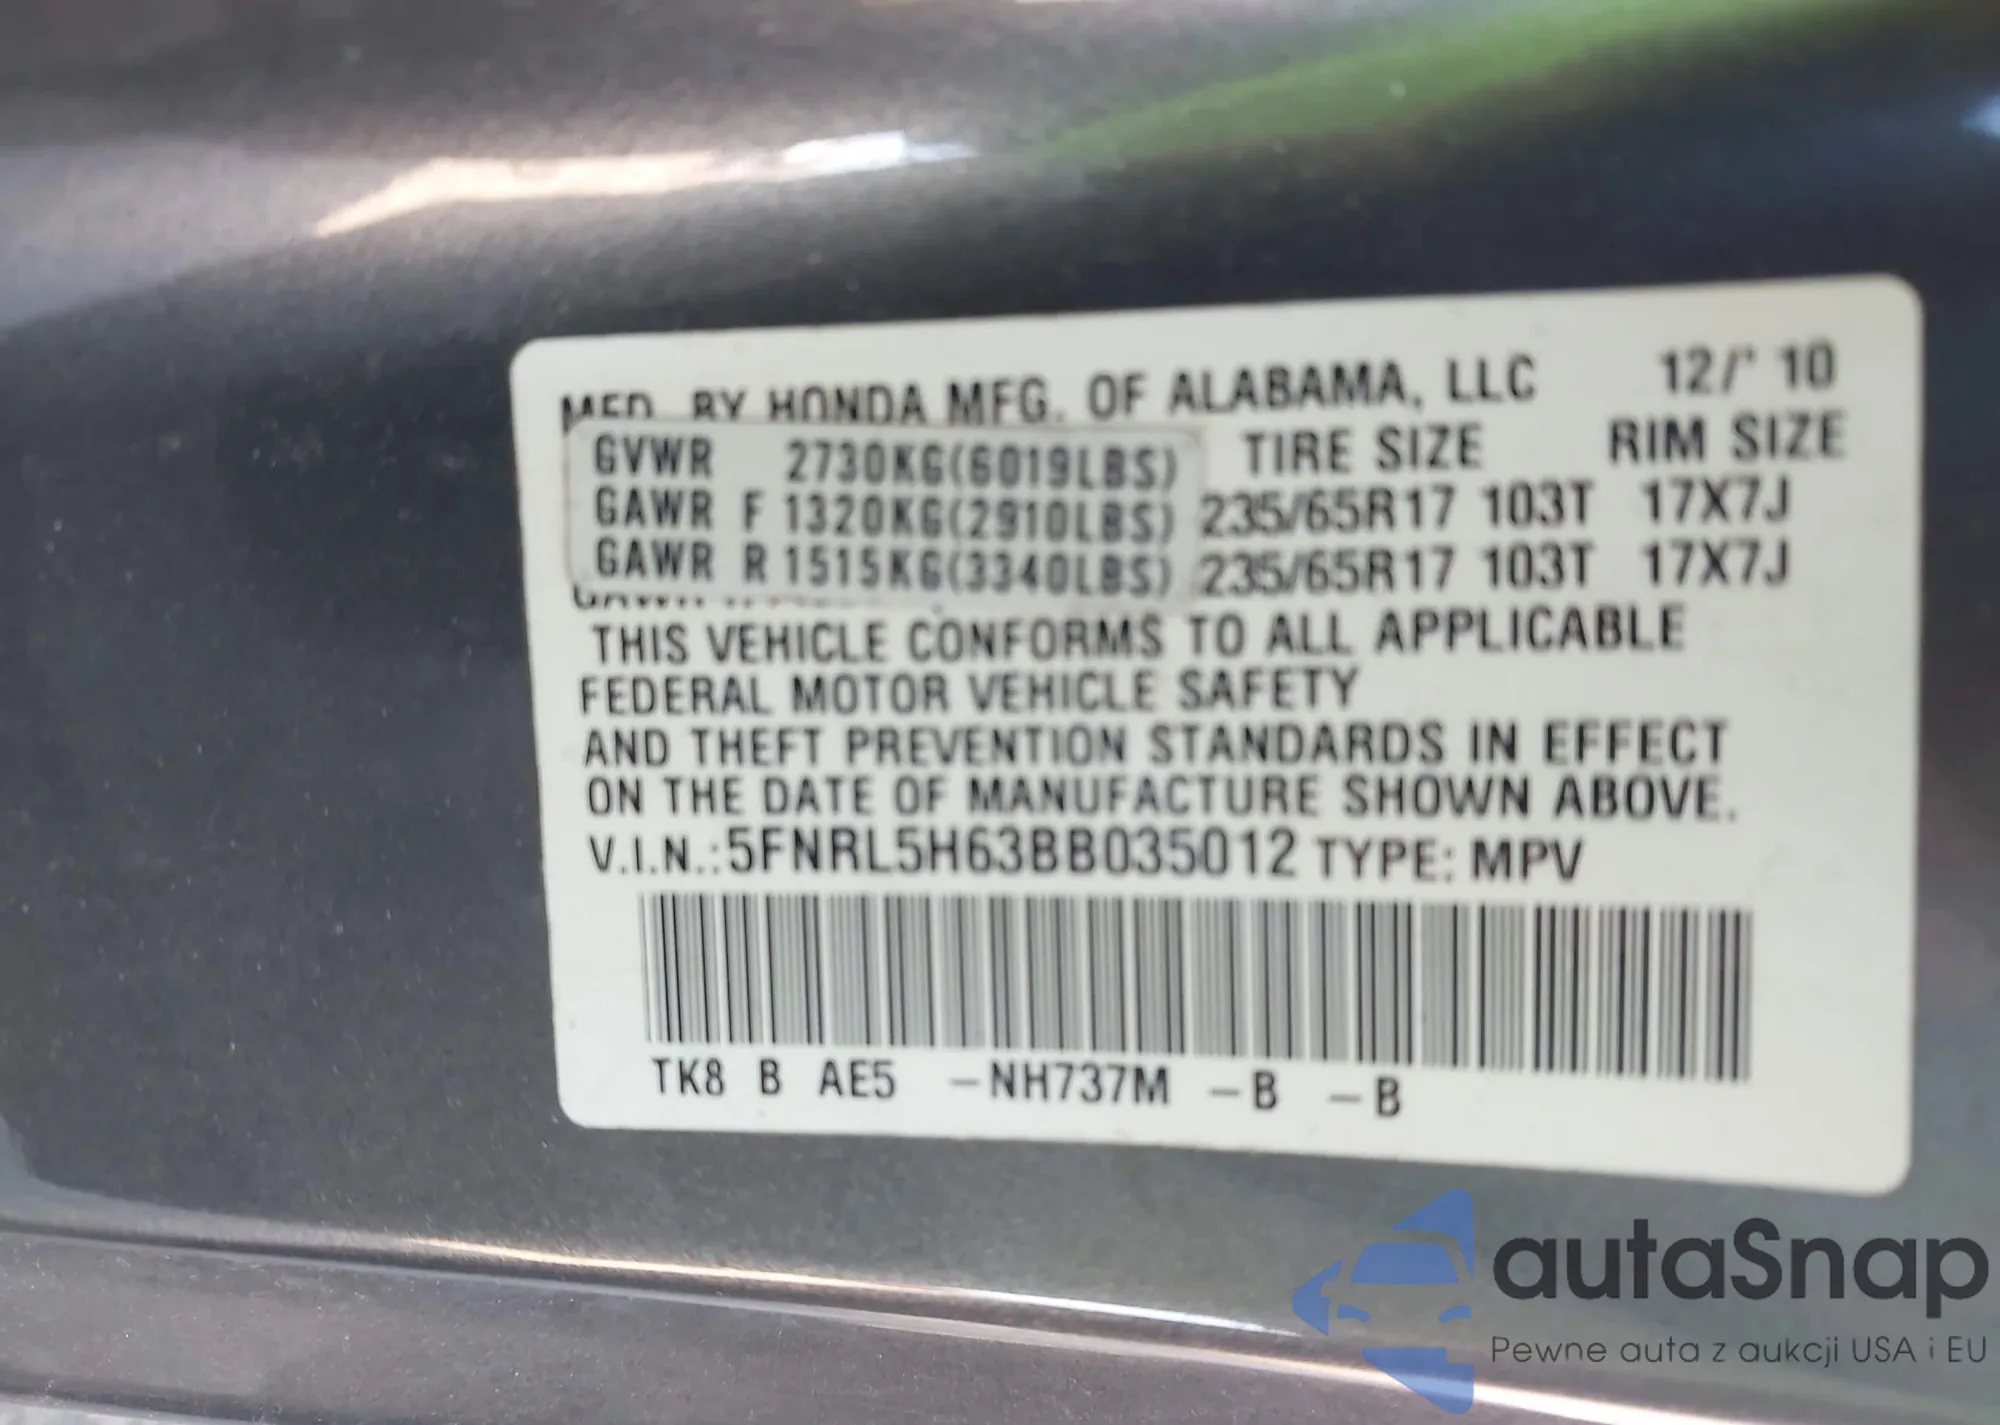 MFD. BY HONDA MFG. OF ALABAMA, LLC 12/' 10
GVWR 2730KG(6019LBS) TIRE SIZE RIM SIZE
GAWR F 1320KG(2910LBS) 235/65R17 103T 17X7J
GAWR R 1515KG(3340LBS) 235/65R17 103T 17X7J
THIS VEHICLE CONFORMS TO ALL APPLICABLE
FEDERAL MOTOR VEHICLE SAFETY
AND THEFT PREVENTION STANDARDS IN EFFECT
ON THE DATE OF MANUFACTURE SHOWN ABOVE.
V.I.N.:5FNRL5H63BB035012 TYPE: MPV
TK8 B AE5 –NH737M –B –B
autaSnap
Pewne auta z aukcji USA i EU